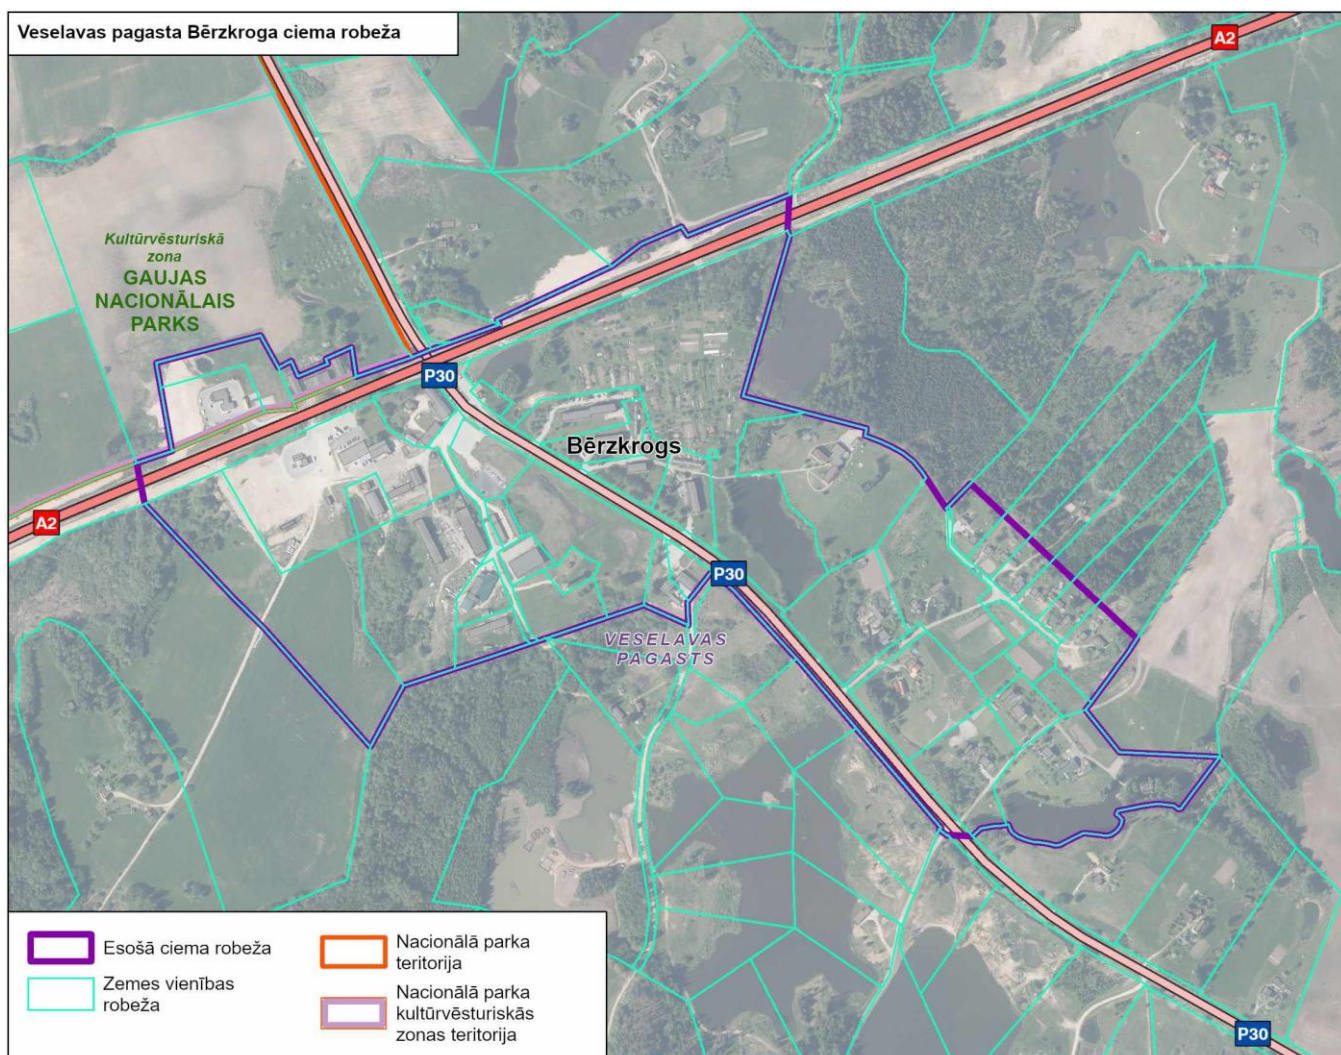 Veselavas pagasta Bērzkroga ciema robeža
A2
Kultūrvēsturiskā
zona
GAUJAS
NACIONĀLAIS
PARKS
P30
Bērzkrogs
A2
P30
VESELAVAS
PAGASTS
Esošā ciema robeža
Zemes vienības
robeža
Nacionālā parka
teritorija
Nacionālā parka
kultūrvēsturiskās
zonas teritorija
P30